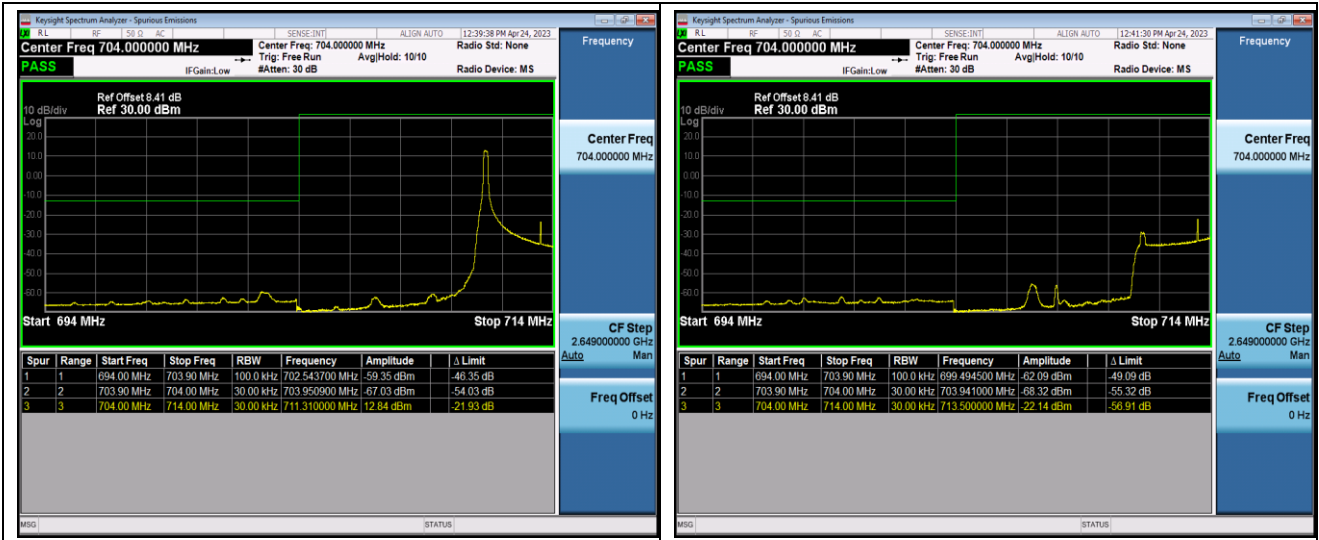 Keysight Spectrum Analyzer - Spurious Emissions
RL RF 50 Ω AC SENSE:INT ALIGN AUTO 12:39:38 PM Apr 24, 2023
Center Freq 704.000000 MHz Center Freq: 704.000000 MHz Radio Std: None Frequency
Trig: Free Run Avg|Hold: 10/10
PASS IFGain:Low #Atten: 30 dB Radio Device: MS
Ref Offset 8.41 dB
10 dB/div Ref 30.00 dBm
Log
20.0
10.0
0.00
-10.0
-20.0
-30.0
-40.0
-50.0
-60.0
Start 694 MHz Stop 714 MHz
Center Freq
704.000000 MHz
CF Step
2.649000000 GHz
Auto Man
Freq Offset
0 Hz
Spur Range Start Freq Stop Freq RBW Frequency Amplitude Δ Limit
1 1 694.00 MHz 703.90 MHz 100.0 kHz 702.543700 MHz -59.35 dBm -46.35 dB
2 2 703.90 MHz 704.00 MHz 30.00 kHz 703.950900 MHz -67.03 dBm -54.03 dB
3 3 704.00 MHz 714.00 MHz 30.00 kHz 711.310000 MHz 12.84 dBm -21.93 dB
MSG STATUS
Keysight Spectrum Analyzer - Spurious Emissions
RL RF 50 Ω AC SENSE:INT ALIGN AUTO 12:41:30 PM Apr 24, 2023
Center Freq 704.000000 MHz Center Freq: 704.000000 MHz Radio Std: None Frequency
Trig: Free Run Avg|Hold: 10/10
PASS IFGain:Low #Atten: 30 dB Radio Device: MS
Ref Offset 8.41 dB
10 dB/div Ref 30.00 dBm
Log
20.0
10.0
0.00
-10.0
-20.0
-30.0
-40.0
-50.0
-60.0
Start 694 MHz Stop 714 MHz
Center Freq
704.000000 MHz
CF Step
2.649000000 GHz
Auto Man
Freq Offset
0 Hz
Spur Range Start Freq Stop Freq RBW Frequency Amplitude Δ Limit
1 1 694.00 MHz 703.90 MHz 100.0 kHz 699.494500 MHz -62.09 dBm -49.09 dB
2 2 703.90 MHz 704.00 MHz 30.00 kHz 703.941000 MHz -68.32 dBm -55.32 dB
3 3 704.00 MHz 714.00 MHz 30.00 kHz 713.500000 MHz -22.14 dBm -56.91 dB
MSG STATUS